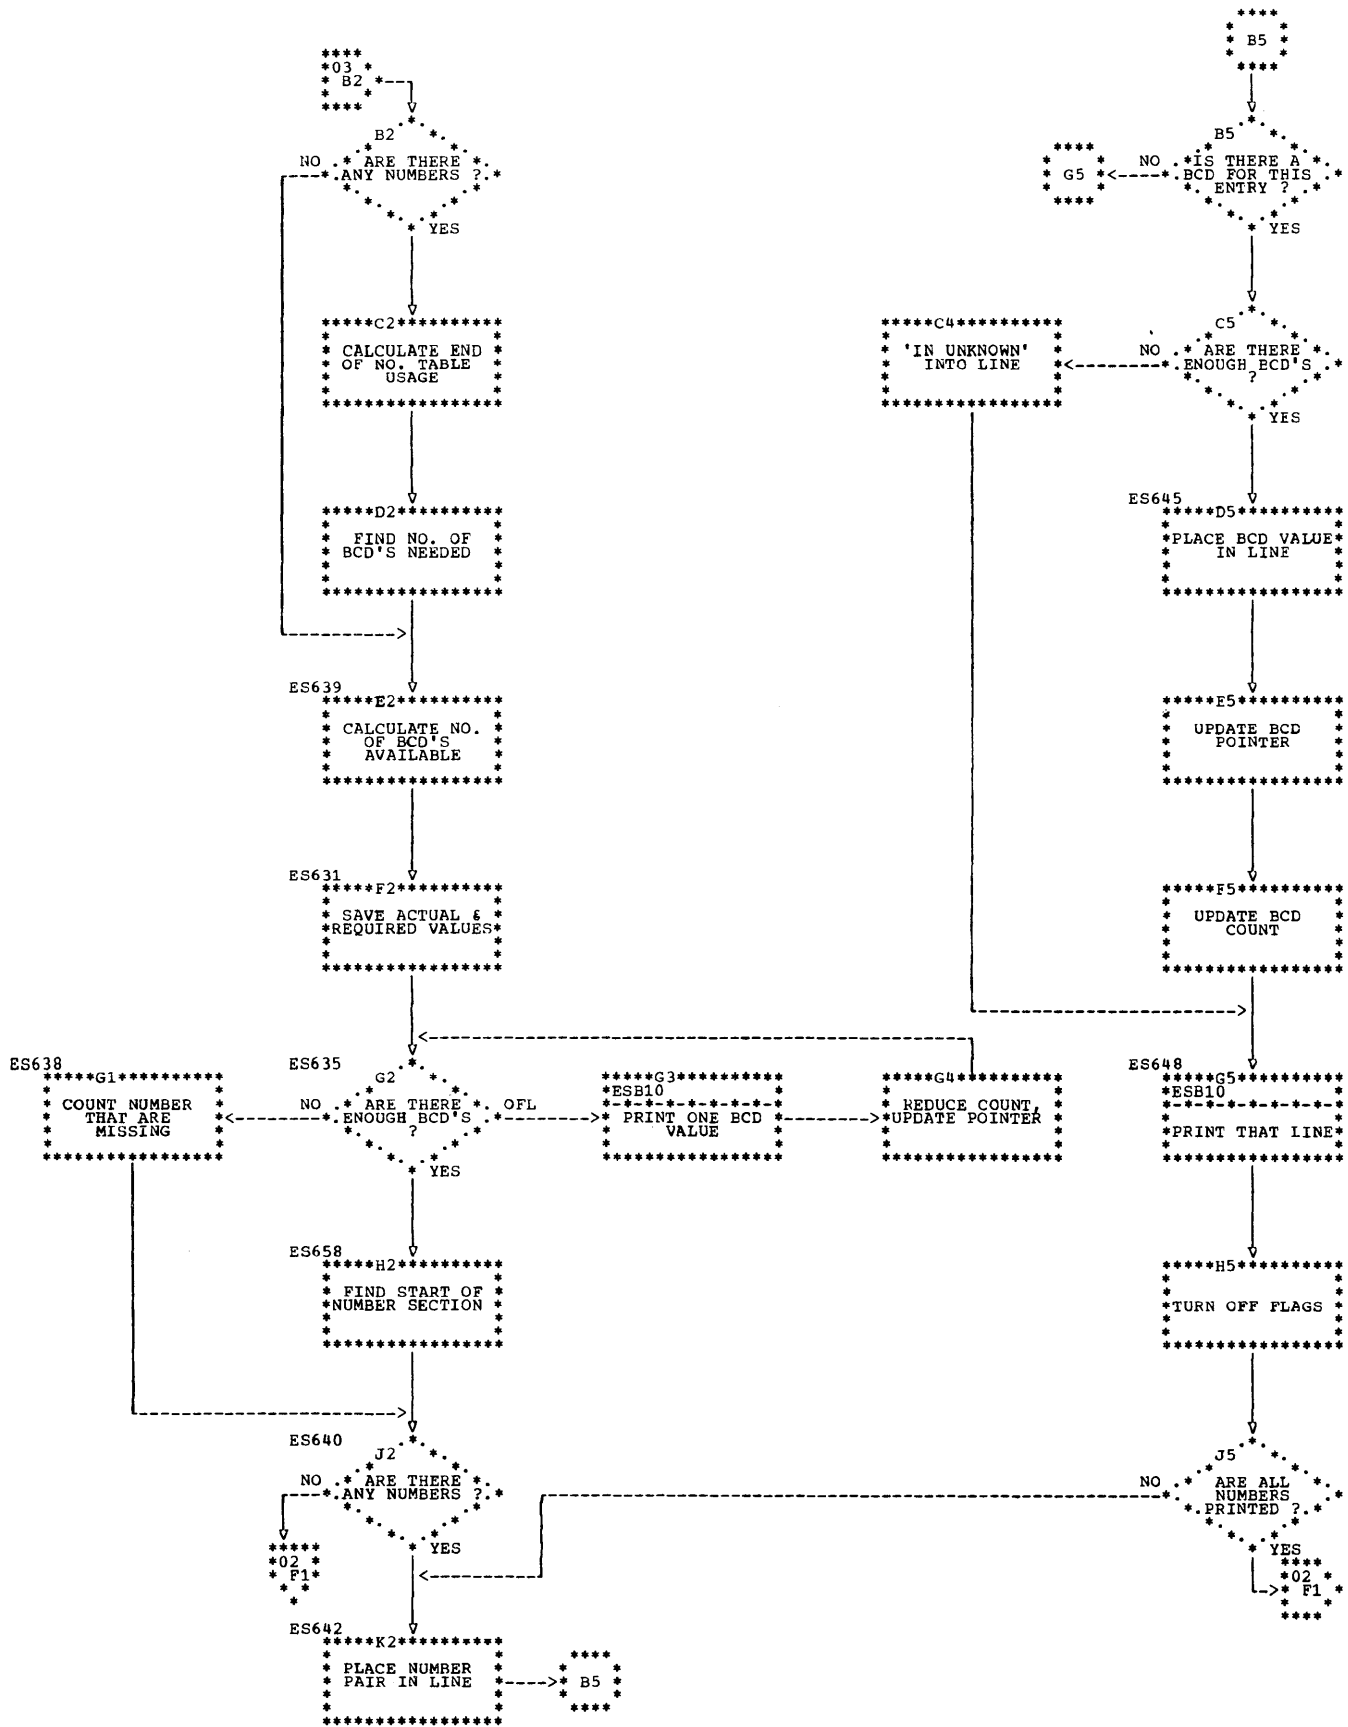 03
B2
B2
NO
ARE THERE
ANY NUMBERS ?
YES
C2
CALCULATE END
OF NO. TABLE
USAGE
D2
FIND NO. OF
BCD'S NEEDED
ES639
E2
CALCULATE NO.
OF BCD'S
AVAILABLE
ES631
F2
SAVE ACTUAL &
REQUIRED VALUES
ES638
G1
COUNT NUMBER
THAT ARE
MISSING
ES635
G2
NO
ARE THERE
ENOUGH BCD'S
?
OFL
YES
G3
ESB10
PRINT ONE BCD
VALUE
G4
REDUCE COUNT,
UPDATE POINTER
ES658
H2
FIND START OF
NUMBER SECTION
ES640
J2
NO
ARE THERE
ANY NUMBERS ?
YES
02
F1
ES642
K2
PLACE NUMBER
PAIR IN LINE
B5
B5
B5
NO
IS THERE A
BCD FOR THIS
ENTRY ?
YES
G5
C5
NO
ARE THERE
ENOUGH BCD'S
?
YES
C4
'IN UNKNOWN'
INTO LINE
ES645
D5
PLACE BCD VALUE
IN LINE
E5
UPDATE BCD
POINTER
F5
UPDATE BCD
COUNT
ES648
G5
ESB10
PRINT THAT LINE
H5
TURN OFF FLAGS
J5
NO
ARE ALL
NUMBERS
PRINTED ?
YES
02
F1